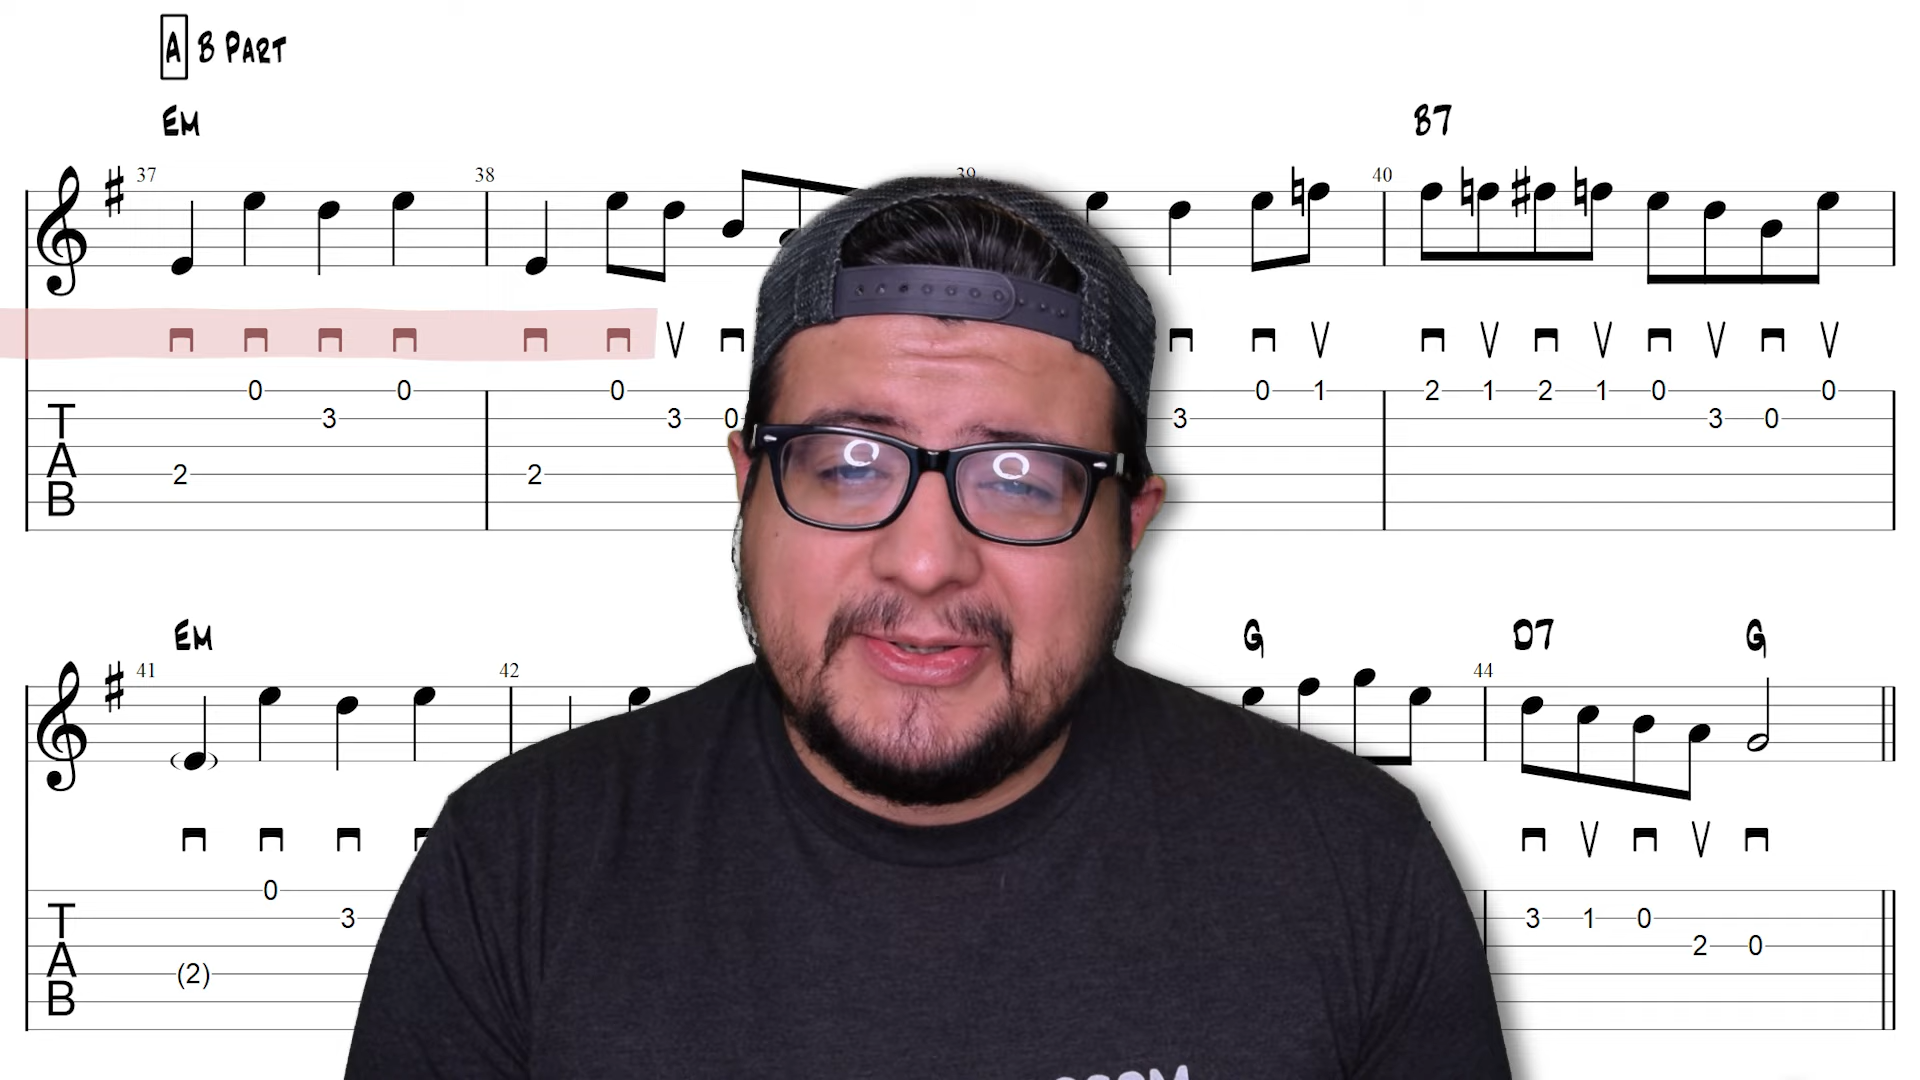 A B PART
EM B7
37 38 39 40
0 0 0 0 1 2 1 2 1 0 0
T 3 3 0 3 3 0
A 2 2
B
EM G D7 G
41 42 44
0
T 3 3 1 0
A (2) 2 0
B